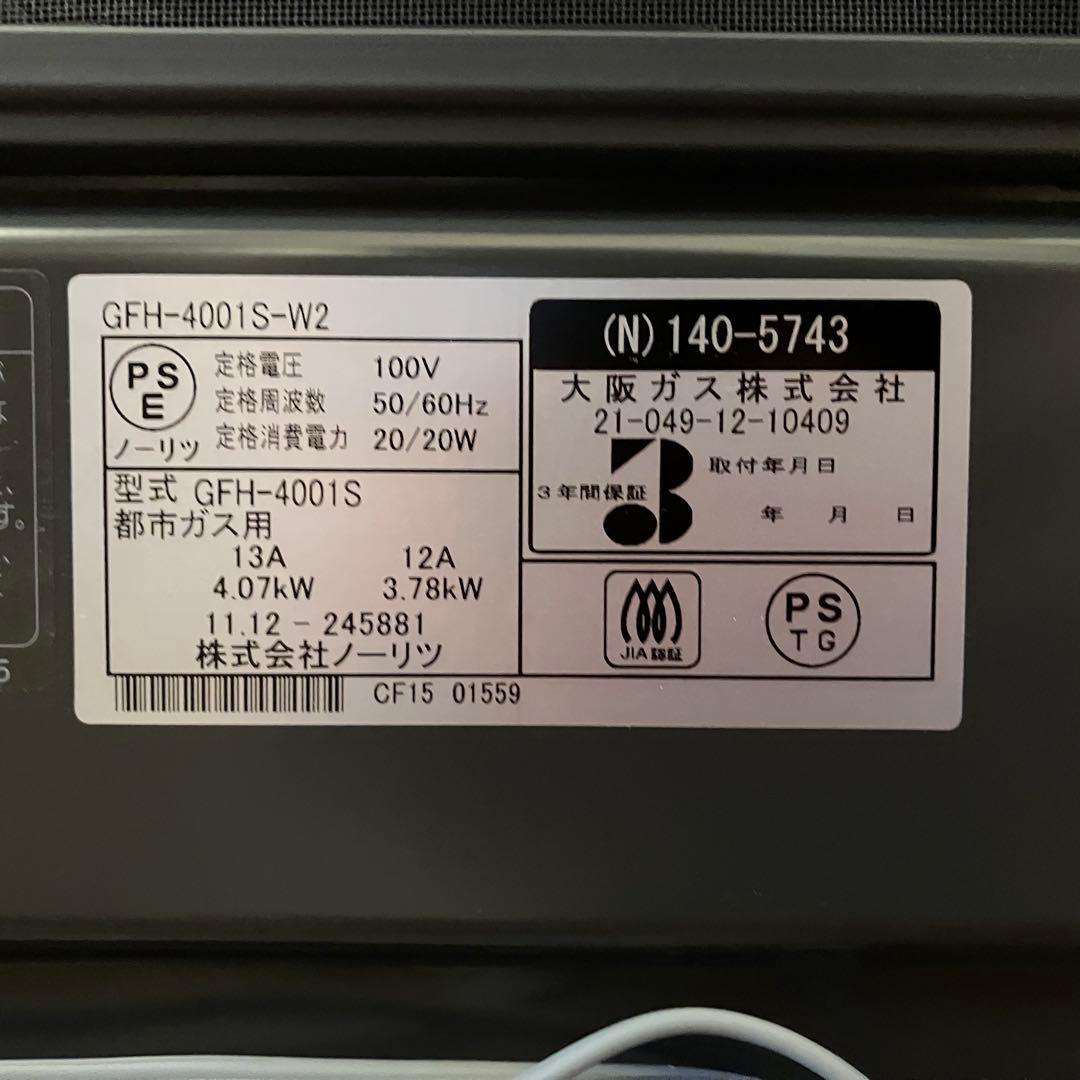 GFH-4001S-W2
PS
E
ノーリツ
定格電圧 100V
定格周波数 50/60Hz
定格消費電力 20/20W
型式 GFH-4001S
都市ガス用
13A 12A
4.07kW 3.78kW
11.12 - 245881
株式会社ノーリツ
CF15 01559
(N) 140-5743
大阪ガス株式会社
21-049-12-10409
3年間保証
取付年月日
年 月 日
JIA認証
PS
TG
す。
5